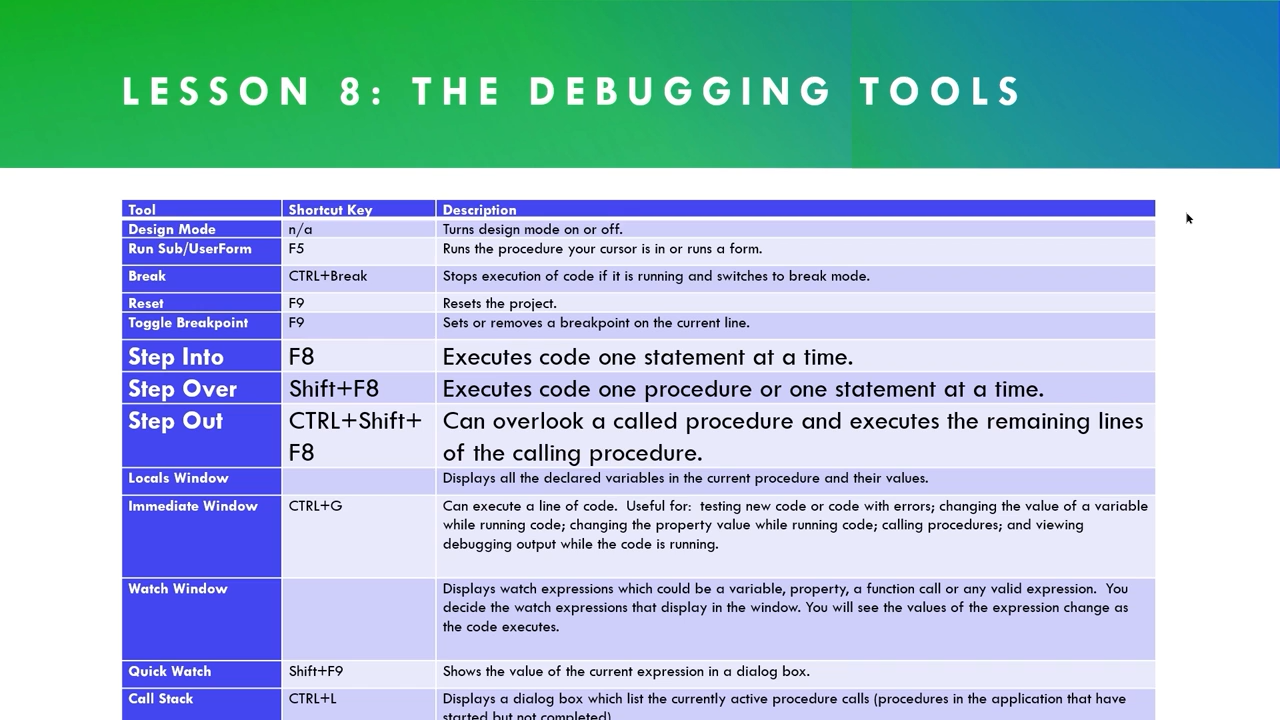 LESSON 8: THE DEBUGGING TOOLS
Tool Shortcut Key Description
Design Mode n/a Turns design mode on or off.
Run Sub/UserForm F5 Runs the procedure your cursor is in or runs a form.
Break CTRL+Break Stops execution of code if it is running and switches to break mode.
Reset F9 Resets the project.
Toggle Breakpoint F9 Sets or removes a breakpoint on the current line.
Step Into F8 Executes code one statement at a time.
Step Over Shift+F8 Executes code one procedure or one statement at a time.
Step Out CTRL+Shift+ Can overlook a called procedure and executes the remaining lines
F8 of the calling procedure.
Locals Window Displays all the declared variables in the current procedure and their values.
Immediate Window CTRL+G Can execute a line of code.  Useful for:  testing new code or code with errors; changing the value of a variable
while running code; changing the property value while running code; calling procedures; and viewing
debugging output while the code is running.
Watch Window Displays watch expressions which could be a variable, property, a function call or any valid expression.  You
decide the watch expressions that display in the window. You will see the values of the expression change as
the code executes.
Quick Watch Shift+F9 Shows the value of the current expression in a dialog box.
Call Stack CTRL+L Displays a dialog box which list the currently active procedure calls (procedures in the application that have
started but not completed)